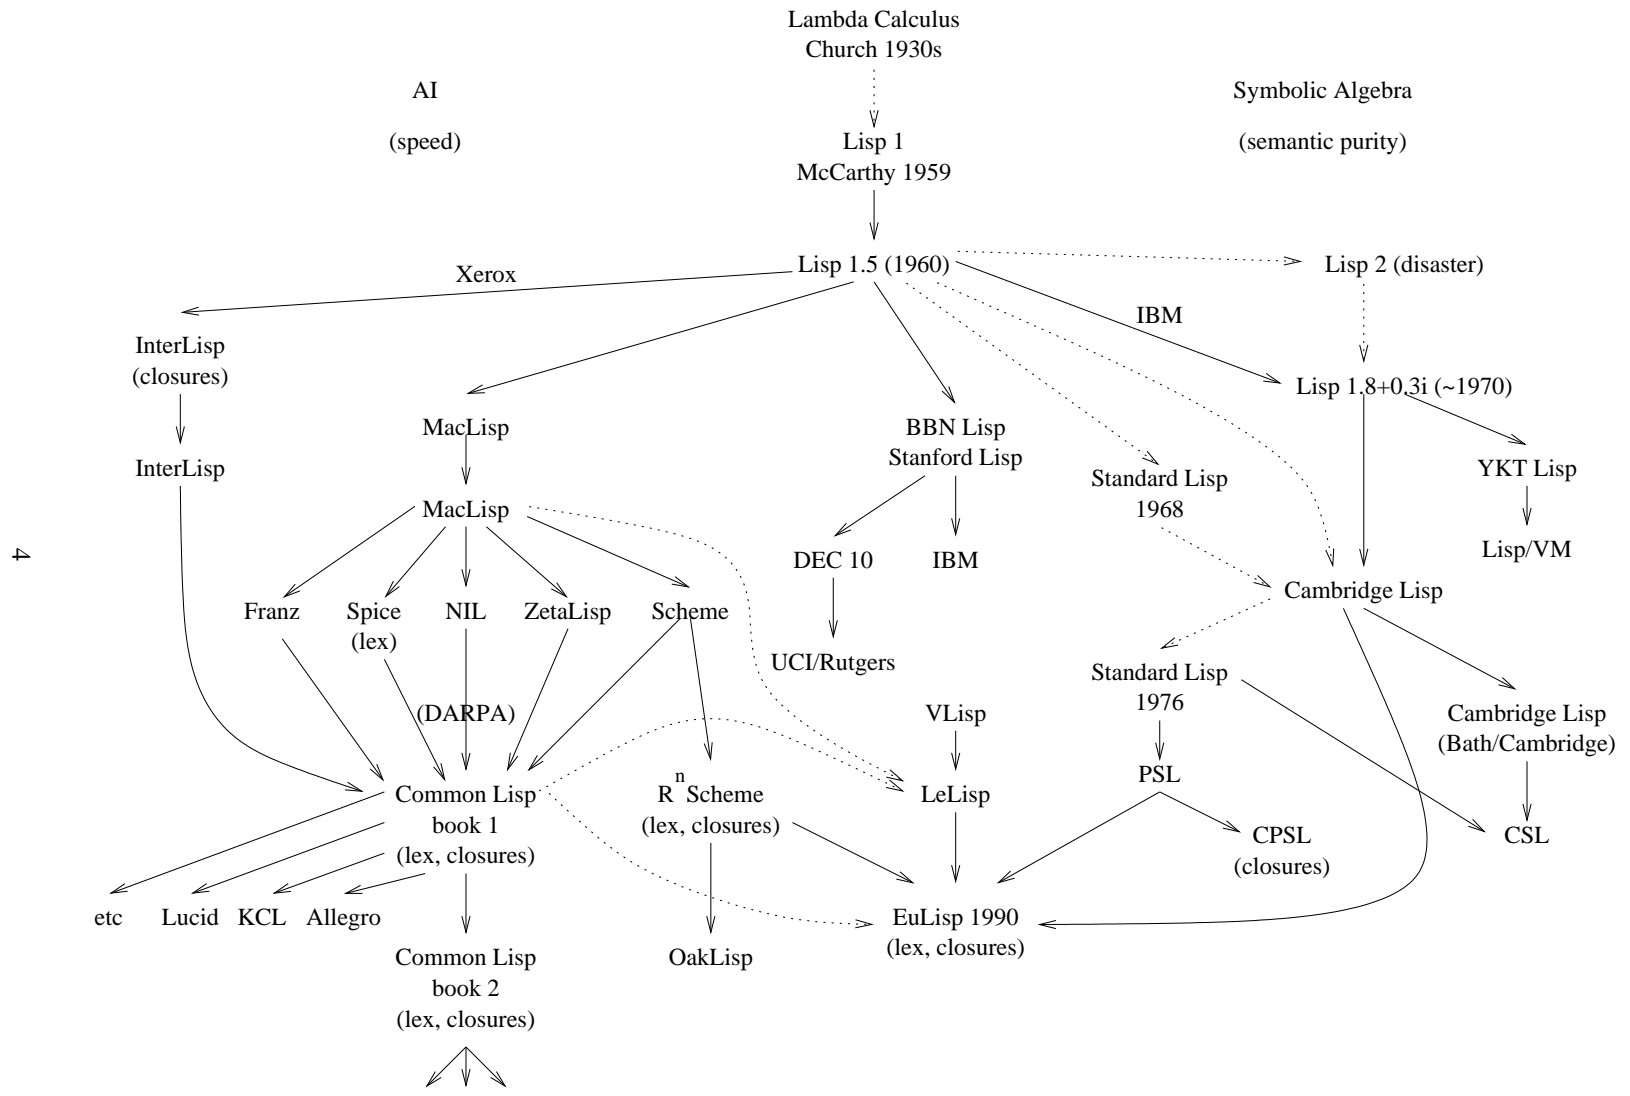 Lambda Calculus
Church 1930s
AI
(speed)
Symbolic Algebra
(semantic purity)
Lisp 1
McCarthy 1959
Lisp 1.5 (1960)
Lisp 2 (disaster)
Xerox
IBM
InterLisp
(closures)
Lisp 1.8+0.3i (~1970)
MacLisp
BBN Lisp
Stanford Lisp
InterLisp
YKT Lisp
Standard Lisp
1968
MacLisp
4
DEC 10
IBM
Lisp/VM
Cambridge Lisp
Franz
Spice
(lex)
NIL
ZetaLisp
Scheme
UCI/Rutgers
Standard Lisp
1976
(DARPA)
VLisp
Cambridge Lisp
(Bath/Cambridge)
PSL
Common Lisp
book 1
(lex, closures)
Rⁿ Scheme
(lex, closures)
LeLisp
CPSL
(closures)
CSL
etc
Lucid
KCL
Allegro
EuLisp 1990
(lex, closures)
Common Lisp
book 2
(lex, closures)
OakLisp